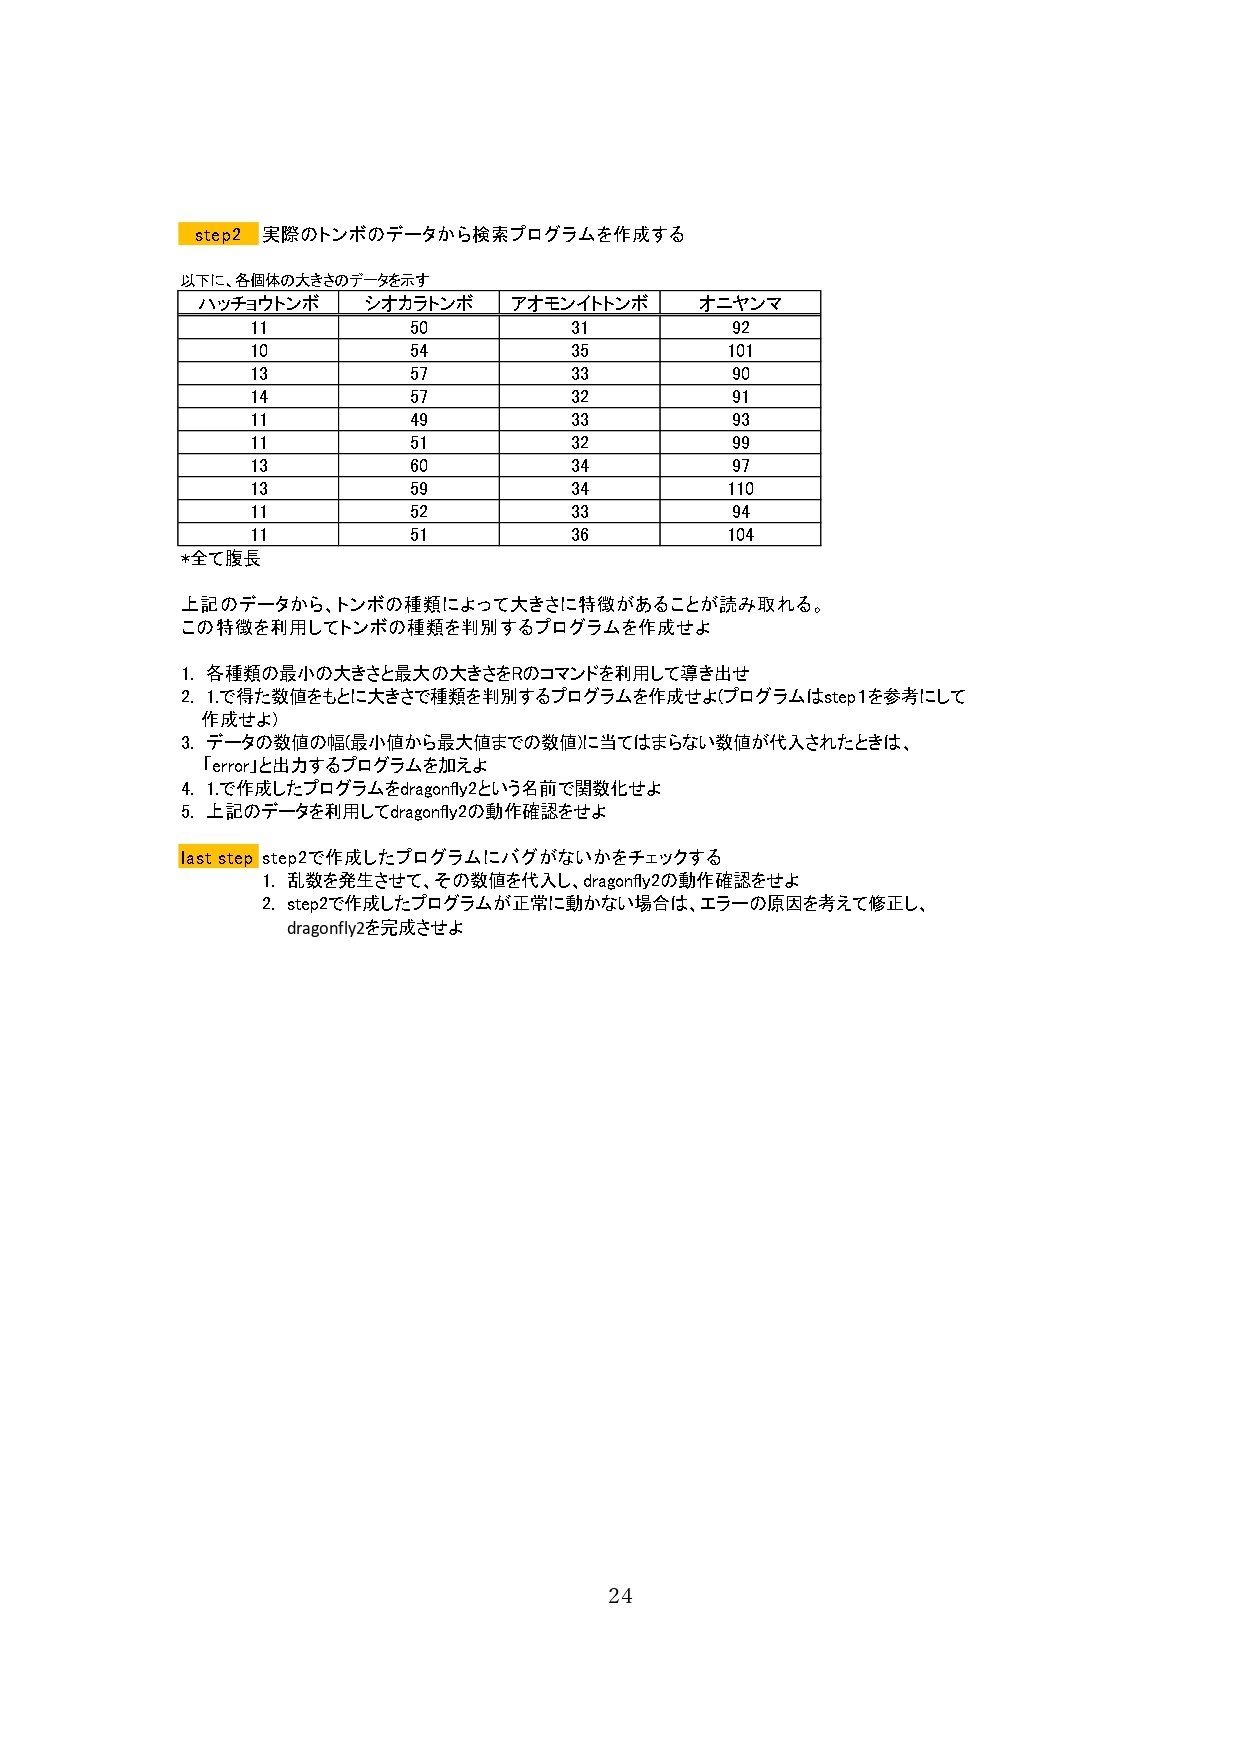 step2 実際のトンボのデータから検索プログラムを作成する
以下に、各個体の大きさのデータを示す
ハッチョウトンボ シオカラトンボ アオモンイトトンボ オニヤンマ
11 50 31 92
10 54 35 101
13 57 33 90
14 57 32 91
11 49 33 93
11 51 32 99
13 60 34 97
13 59 34 110
11 52 33 94
11 51 36 104
*全て腹長
上記のデータから、トンボの種類によって大きさに特徴があることが読み取れる。
この特徴を利用してトンボの種類を判別するプログラムを作成せよ
1. 各種類の最小の大きさと最大の大きさをRのコマンドを利用して導き出せ
2. 1.で得た数値をもとに大きさで種類を判別するプログラムを作成せよ(プログラムはstep1を参考にして
作成せよ)
3. データの数値の幅(最小値から最大値までの数値)に当てはまらない数値が代入されたときは、
「error」と出力するプログラムを加えよ
4. 1.で作成したプログラムをdragonfly2という名前で関数化せよ
5. 上記のデータを利用してdragonfly2の動作確認をせよ
last step step2で作成したプログラムにバグがないかをチェックする
1. 乱数を発生させて、その数値を代入し、dragonfly2の動作確認をせよ
2. step2で作成したプログラムが正常に動かない場合は、エラーの原因を考えて修正し、
dragonfly2を完成させよ
24